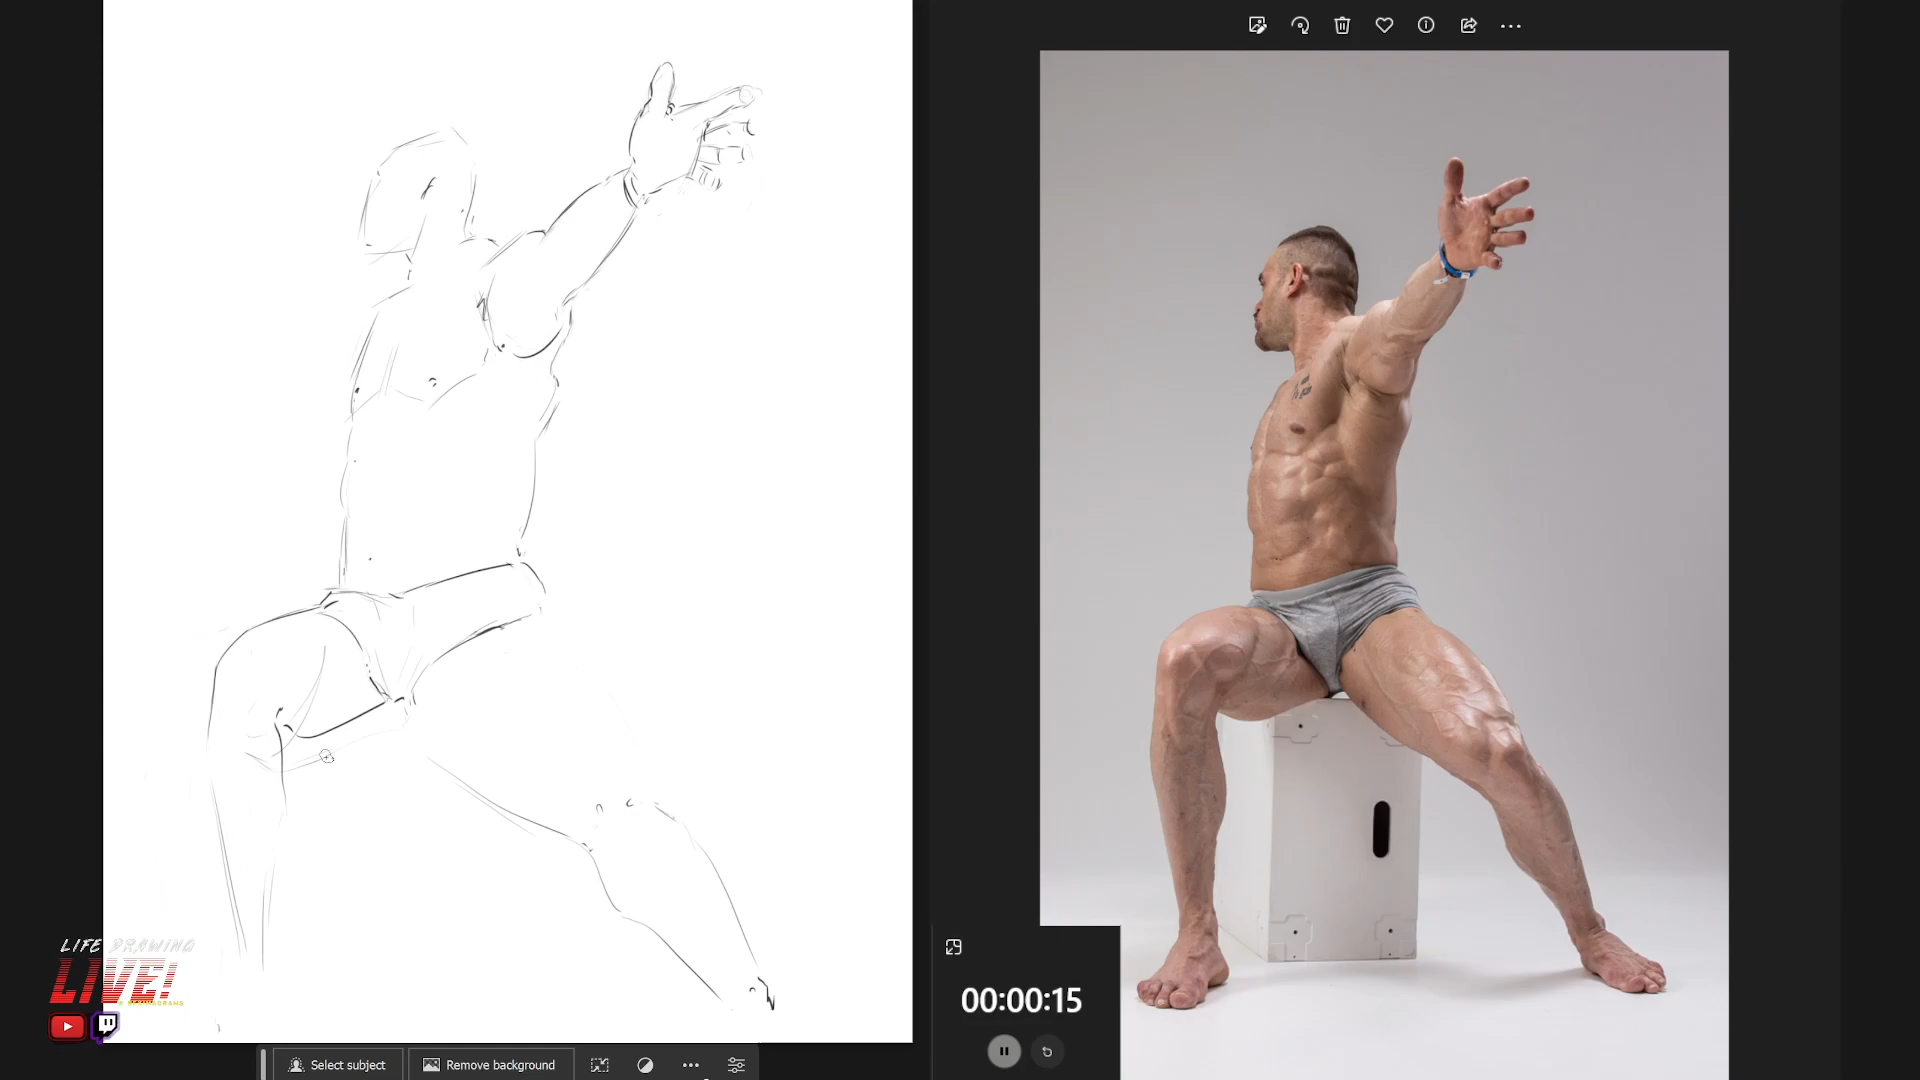 LIFE DRAWING
LIVE!
00:00:15
Select subject
Remove background